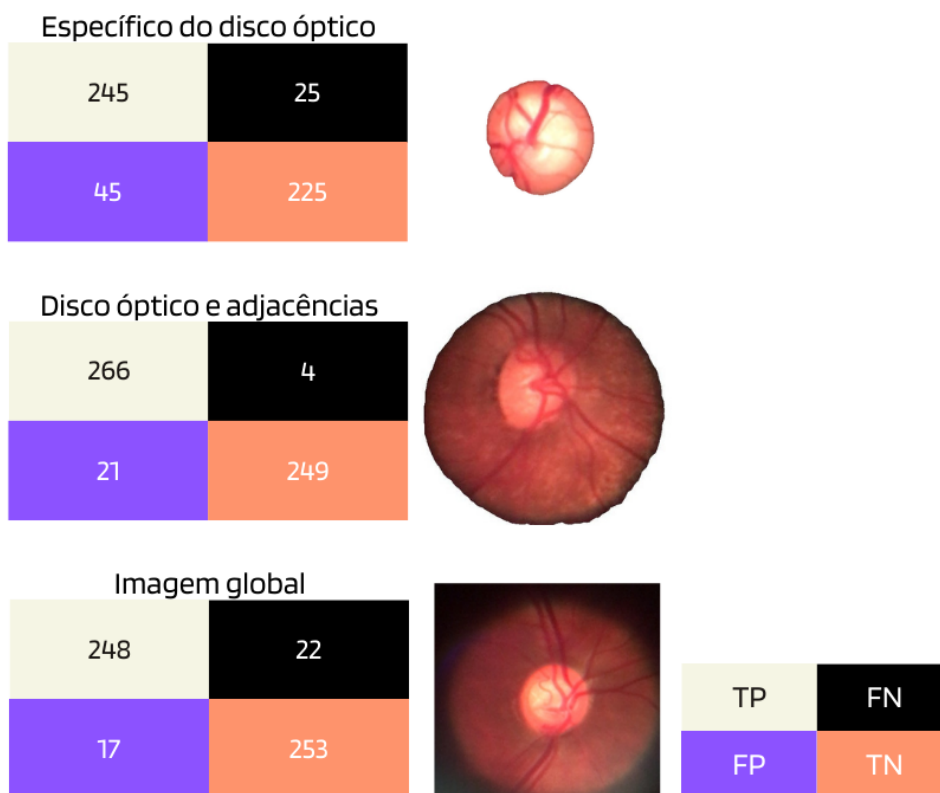 Específico do disco óptico
245 25
45 225
Disco óptico e adjacências
266 4
21 249
Imagem global
248 22
17 253
TP FN
FP TN